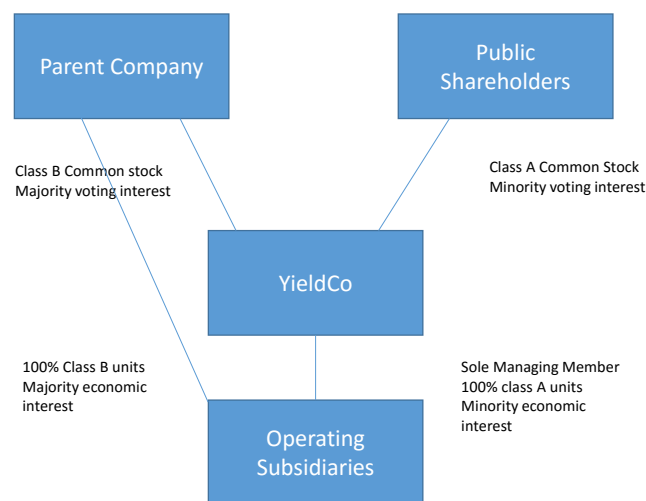 Parent Company
Public
Shareholders
Class B Common stock
Majority voting interest
Class A Common Stock
Minority voting interest
YieldCo
100% Class B units
Majority economic
interest
Sole Managing Member
100% class A units
Minority economic
interest
Operating
Subsidiaries